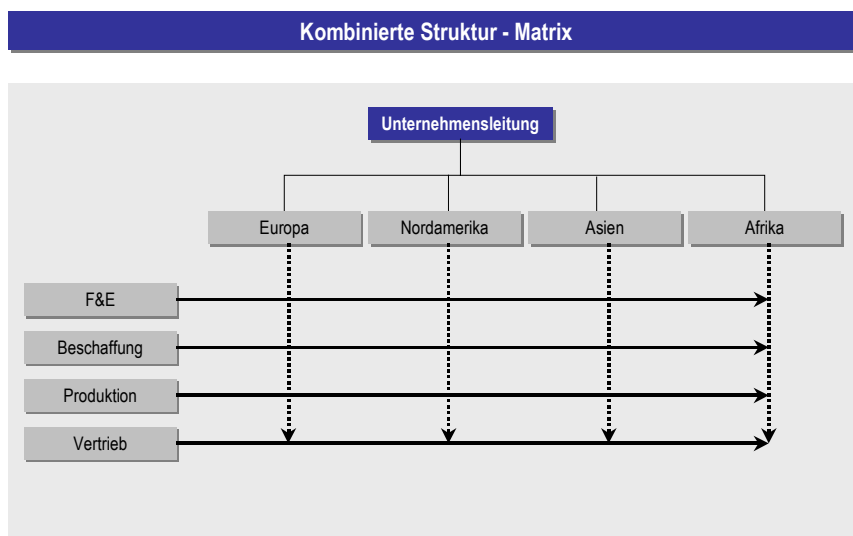 Kombinierte Struktur - Matrix
Unternehmensleitung
Europa
Nordamerika
Asien
Afrika
F&E
Beschaffung
Produktion
Vertrieb